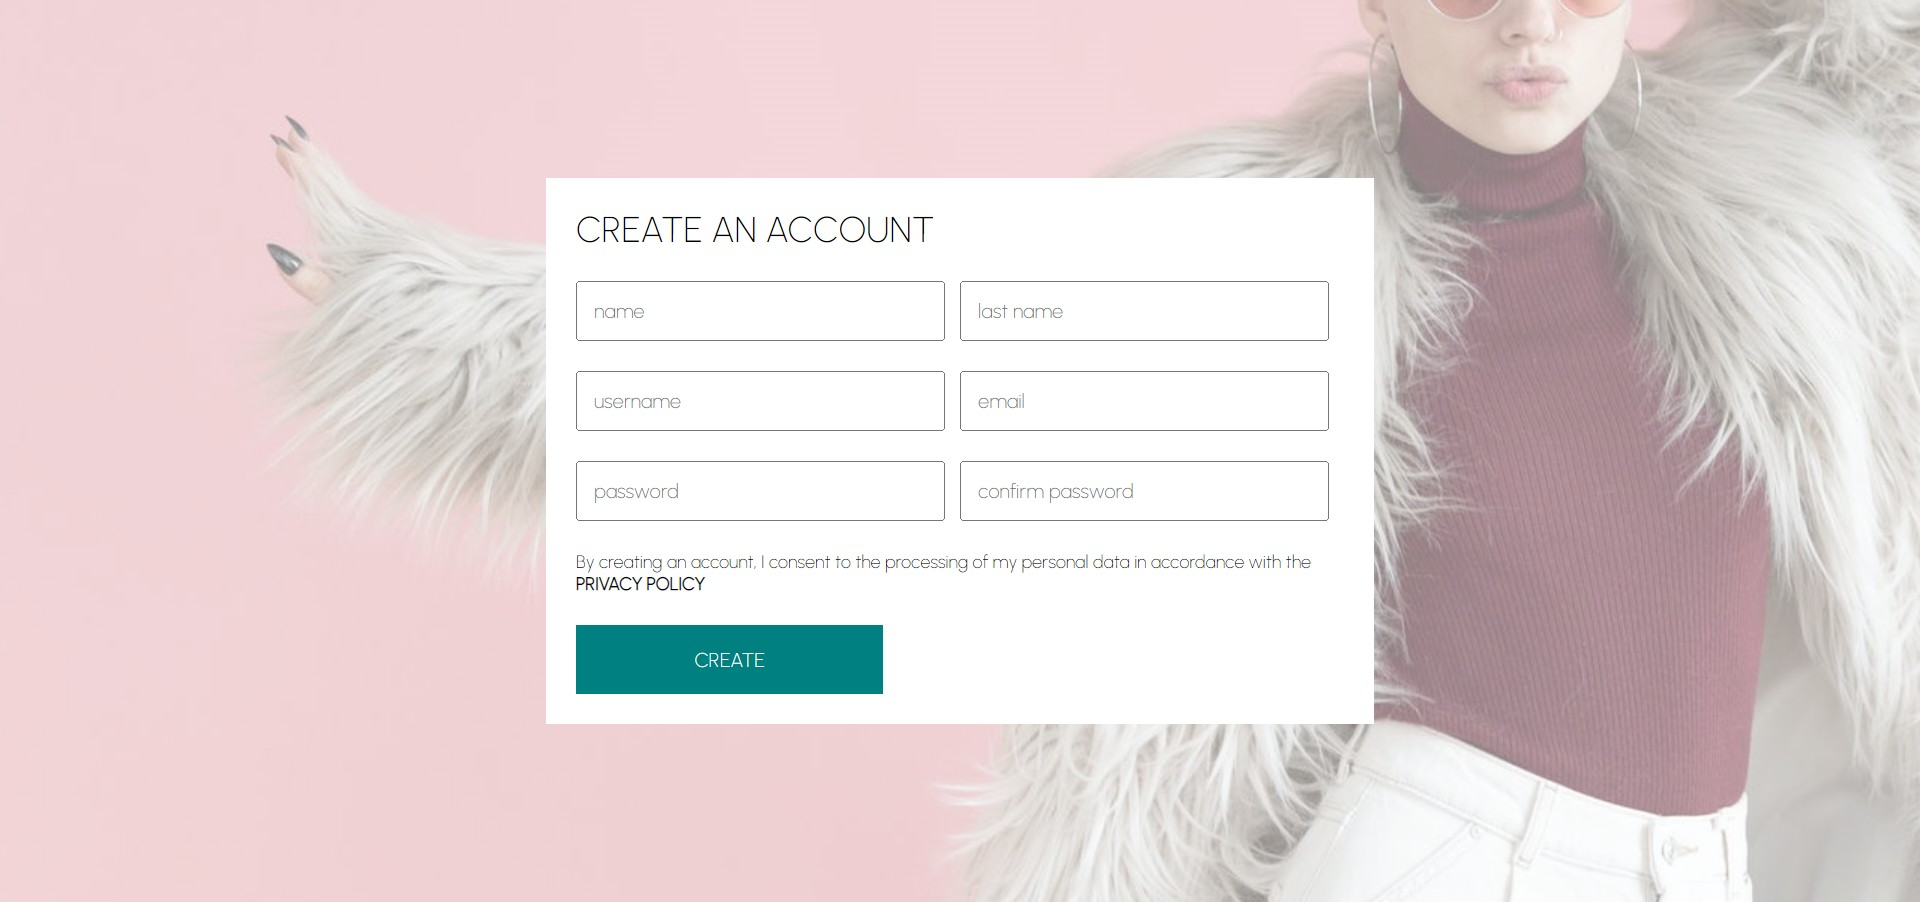 CREATE AN ACCOUNT
name
last name
username
email
password
confirm password
By creating an account, I consent to the processing of my personal data in accordance with the
PRIVACY POLICY
CREATE